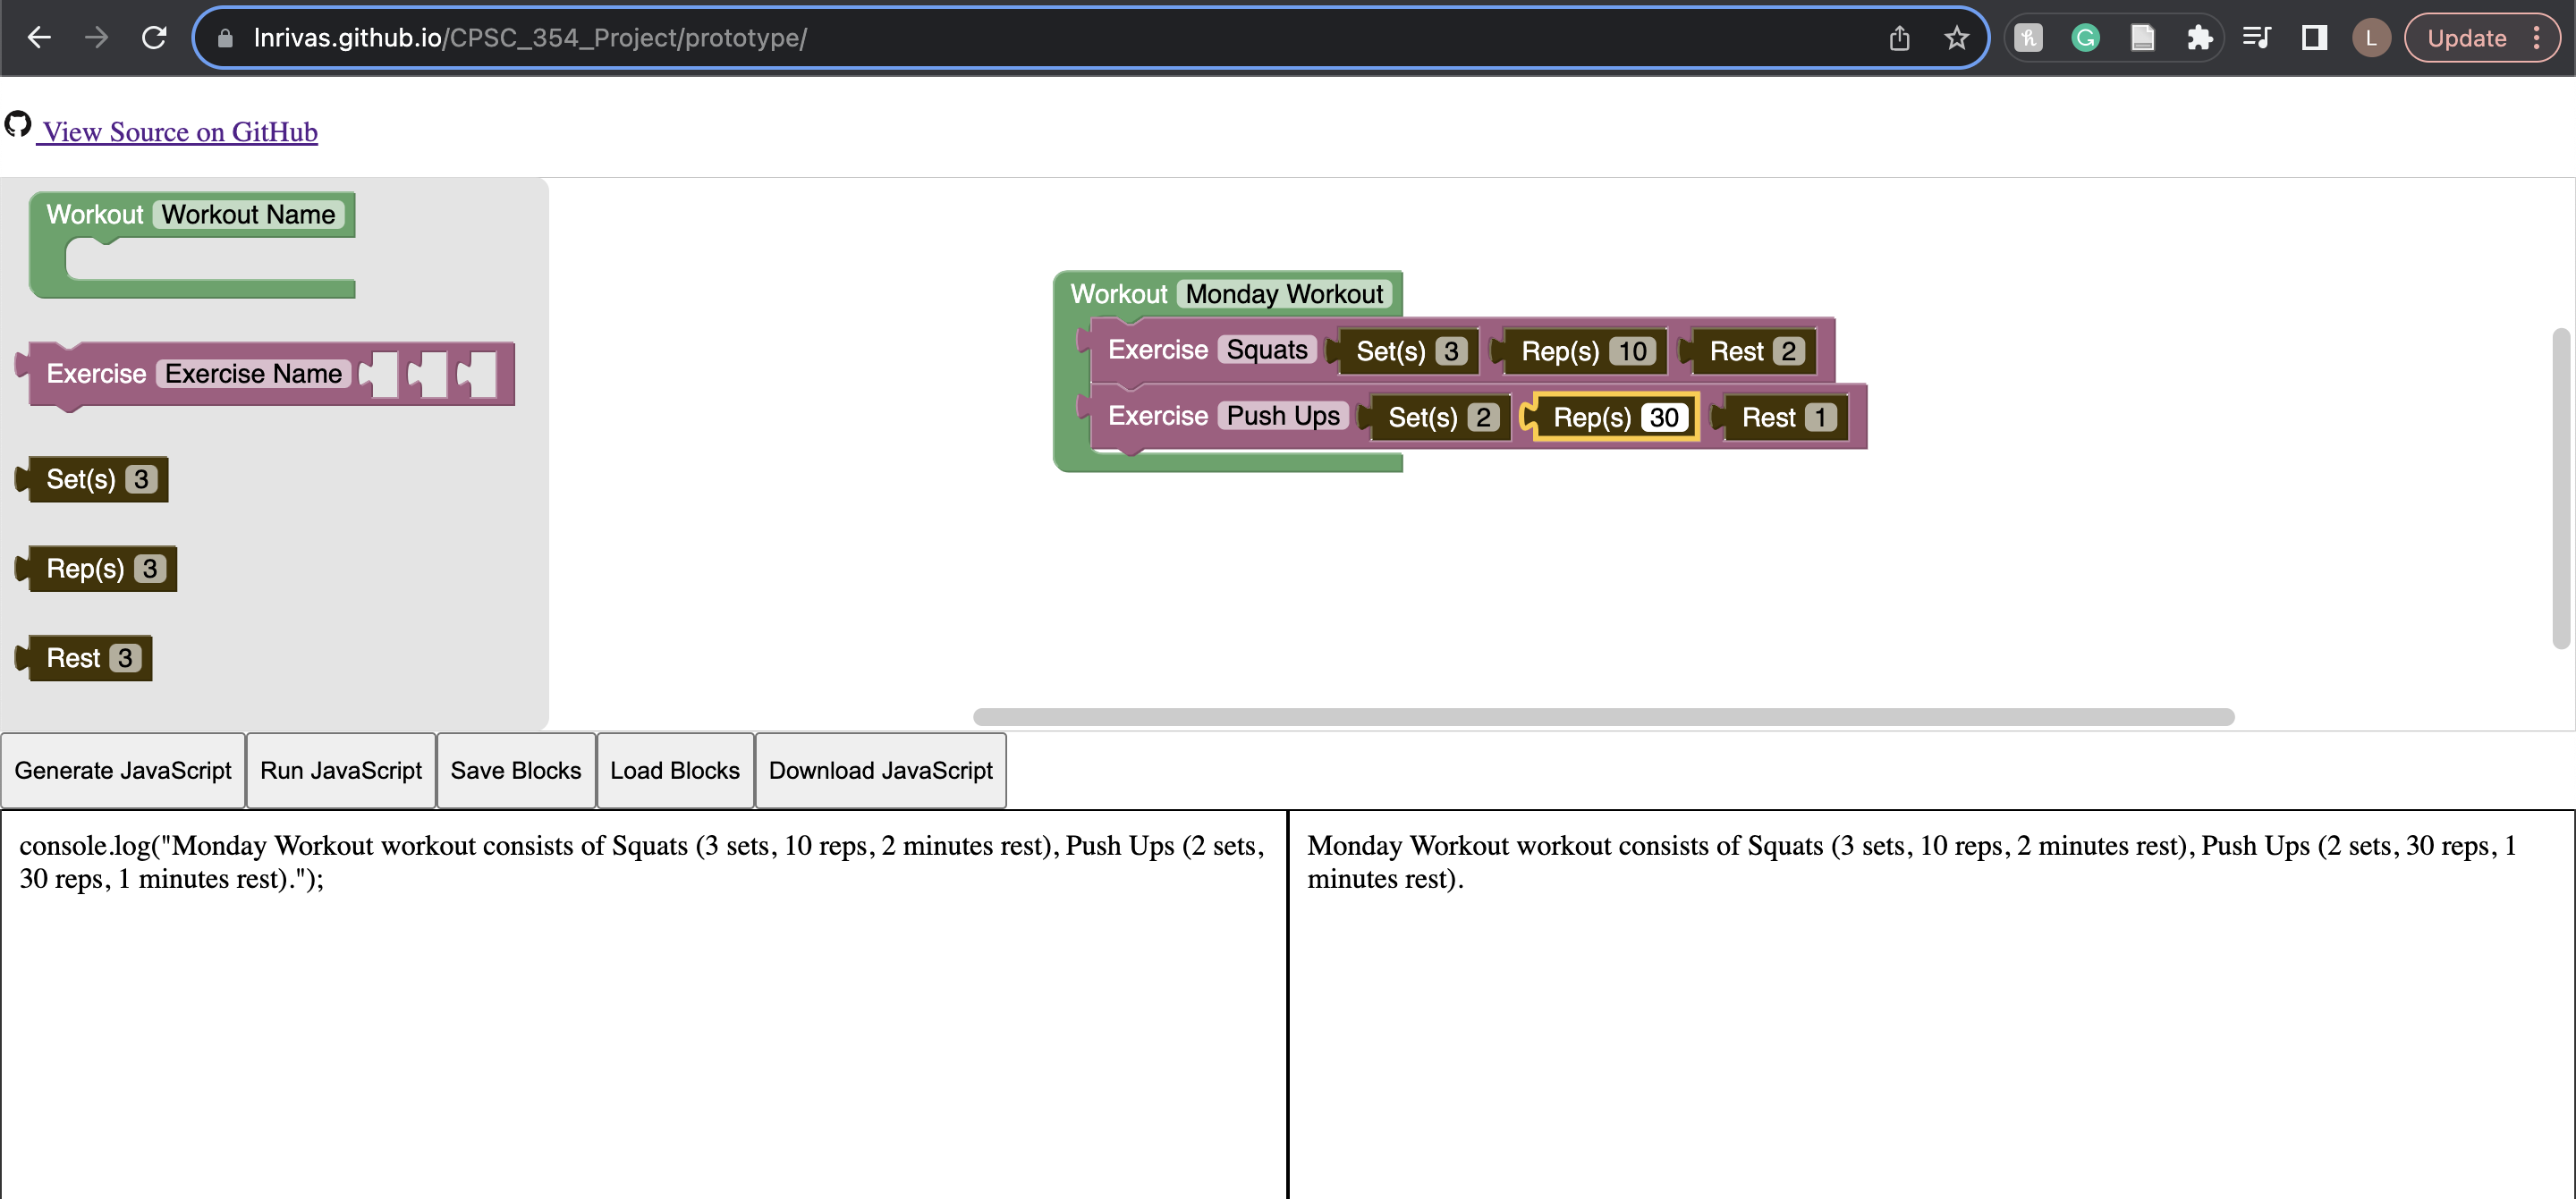 lnrivas.github.io/CPSC_354_Project/prototype/
L
Update
View Source on GitHub
Workout Workout Name
Exercise Exercise Name
Set(s) 3
Rep(s) 3
Rest 3
Workout Monday Workout
Exercise Squats Set(s) 3 Rep(s) 10 Rest 2
Exercise Push Ups Set(s) 2 Rep(s) 30 Rest 1
Generate JavaScript Run JavaScript Save Blocks Load Blocks Download JavaScript
console.log("Monday Workout workout consists of Squats (3 sets, 10 reps, 2 minutes rest), Push Ups (2 sets,
30 reps, 1 minutes rest).");
Monday Workout workout consists of Squats (3 sets, 10 reps, 2 minutes rest), Push Ups (2 sets, 30 reps, 1
minutes rest).